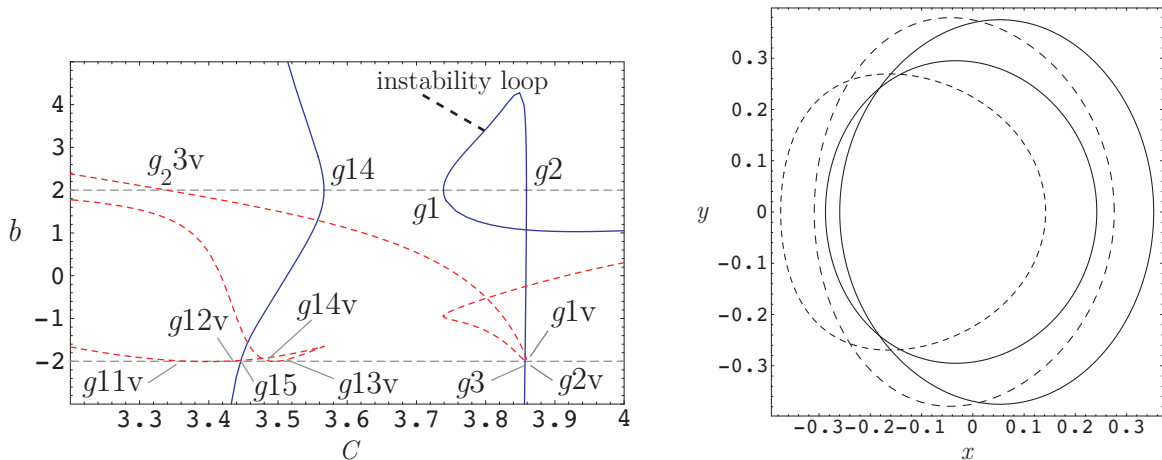 instability loop
g₂3v
g14
g2
g1
g14v
g12v
g1v
g11v
g15
g13v
g3
g2v
b
4
3
2
1
0
-1
-2
3.3 3.4 3.5 3.6 3.7 3.8 3.9 4
C
y
0.3
0.2
0.1
0
-0.1
-0.2
-0.3
-0.3 -0.2 -0.1 0 0.1 0.2 0.3
x